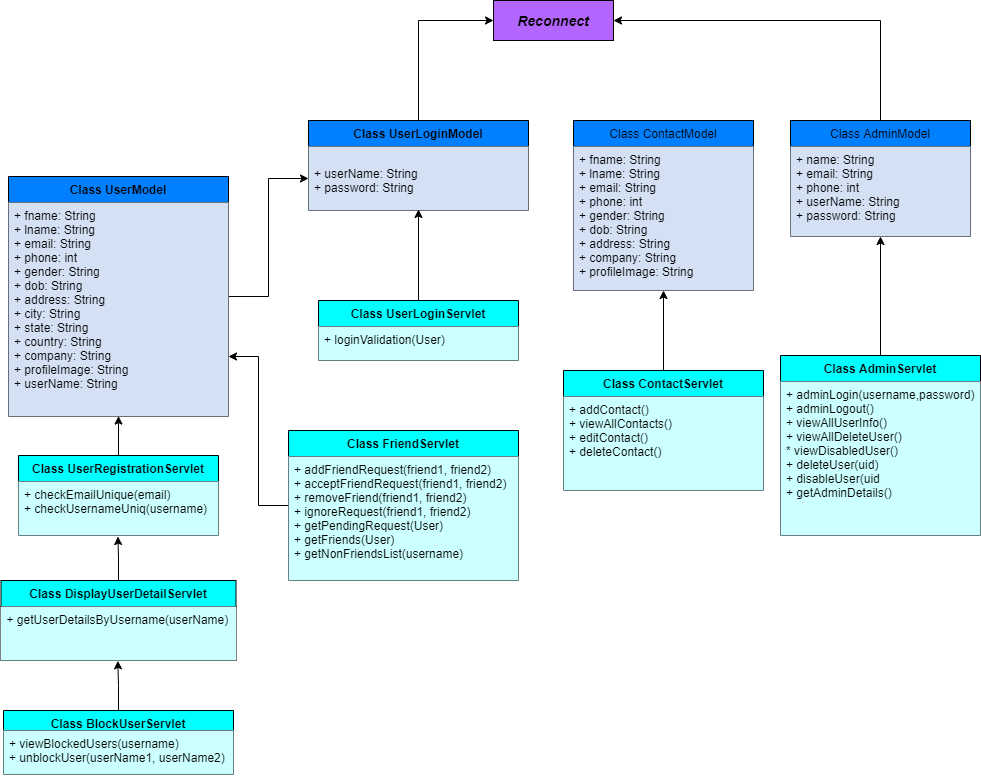 Reconnect
Class UserLoginModel
+ userName: String
+ password: String
Class ContactModel
+ fname: String
+ lname: String
+ email: String
+ phone: int
+ gender: String
+ dob: String
+ address: String
+ company: String
+ profileImage: String
Class AdminModel
+ name: String
+ email: String
+ phone: int
+ userName: String
+ password: String
Class UserModel
+ fname: String
+ lname: String
+ email: String
+ phone: int
+ gender: String
+ dob: String
+ address: String
+ city: String
+ state: String
+ country: String
+ company: String
+ profileImage: String
+ userName: String
Class UserLoginServlet
+ loginValidation(User)
Class ContactServlet
+ addContact()
+ viewAllContacts()
+ editContact()
+ deleteContact()
Class AdminServlet
+ adminLogin(username,password)
+ adminLogout()
+ viewAllUserInfo()
+ viewAllDeleteUser()
* viewDisabledUser()
+ deleteUser(uid)
+ disableUser(uid
+ getAdminDetails()
Class FriendServlet
+ addFriendRequest(friend1, friend2)
+ acceptFriendRequest(friend1, friend2)
+ removeFriend(friend1, friend2)
+ ignoreRequest(friend1, friend2)
+ getPendingRequest(User)
+ getFriends(User)
+ getNonFriendsList(username)
Class UserRegistrationServlet
+ checkEmailUnique(email)
+ checkUsernameUniq(username)
Class DisplayUserDetailServlet
+ getUserDetailsByUsername(userName)
Class BlockUserServlet
+ viewBlockedUsers(username)
+ unblockUser(userName1, userName2)